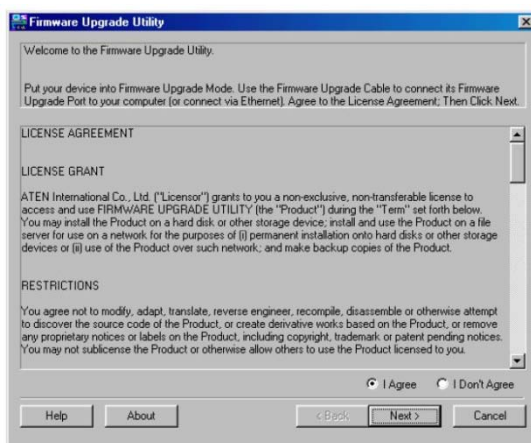 Firmware Upgrade Utility
Welcome to the Firmware Upgrade Utility.
Put your device into Firmware Upgrade Mode. Use the Firmware Upgrade Cable to connect its Firmware
Upgrade Port to your computer (or connect via Ethernet). Agree to the License Agreement; Then Click Next.
LICENSE AGREEMENT
LICENSE GRANT
ATEN International Co., Ltd. ("Licensor") grants to you a non-exclusive, non-transferable license to
access and use FIRMWARE UPGRADE UTILITY (the "Product") during the "Term" set forth below.
You may install the Product on a hard disk or other storage device; install and use the Product on a file
server for use on a network for the purposes of (i) permanent installation onto hard disks or other storage
devices or (ii) use of the Product over such network; and make backup copies of the Product.
RESTRICTIONS
You agree not to modify, adapt, translate, reverse engineer, recompile, disassemble or otherwise attempt
to discover the source code of the Product, or create derivative works based on the Product, or remove
any proprietary notices or labels on the Product, including copyright, trademark or patent pending notices.
You may not sublicense the Product or otherwise allow others to use the Product licensed to you.
I Agree I Don't Agree
Help About < Back Next > Cancel